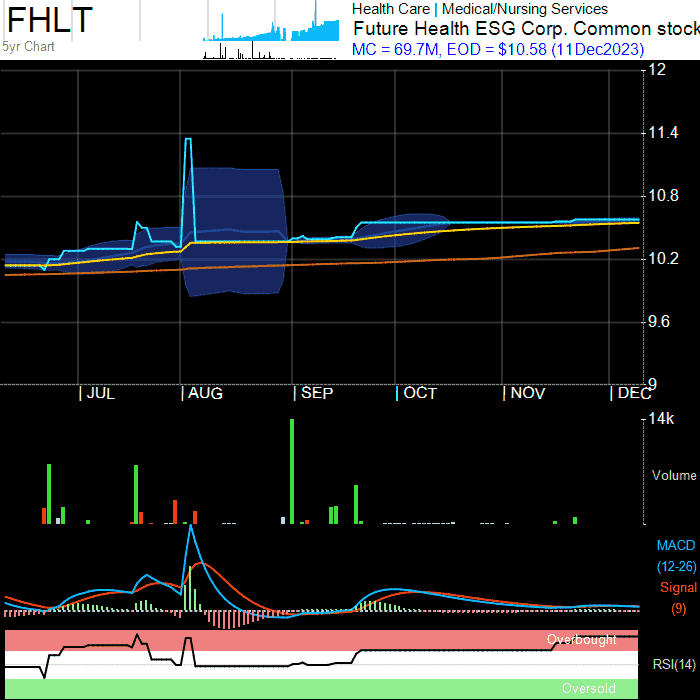 FHLT
5yr Chart
Health Care | Medical/Nursing Services
Future Health ESG Corp. Common stock
MC = 69.7M, EOD = $10.58 (11Dec2023)
12
11.4
10.8
10.2
9.6
9
| JUL | AUG | SEP | OCT | NOV | DEC
14k
Volume
MACD
(12-26)
Signal
(9)
Overbought
RSI(14)
Oversold